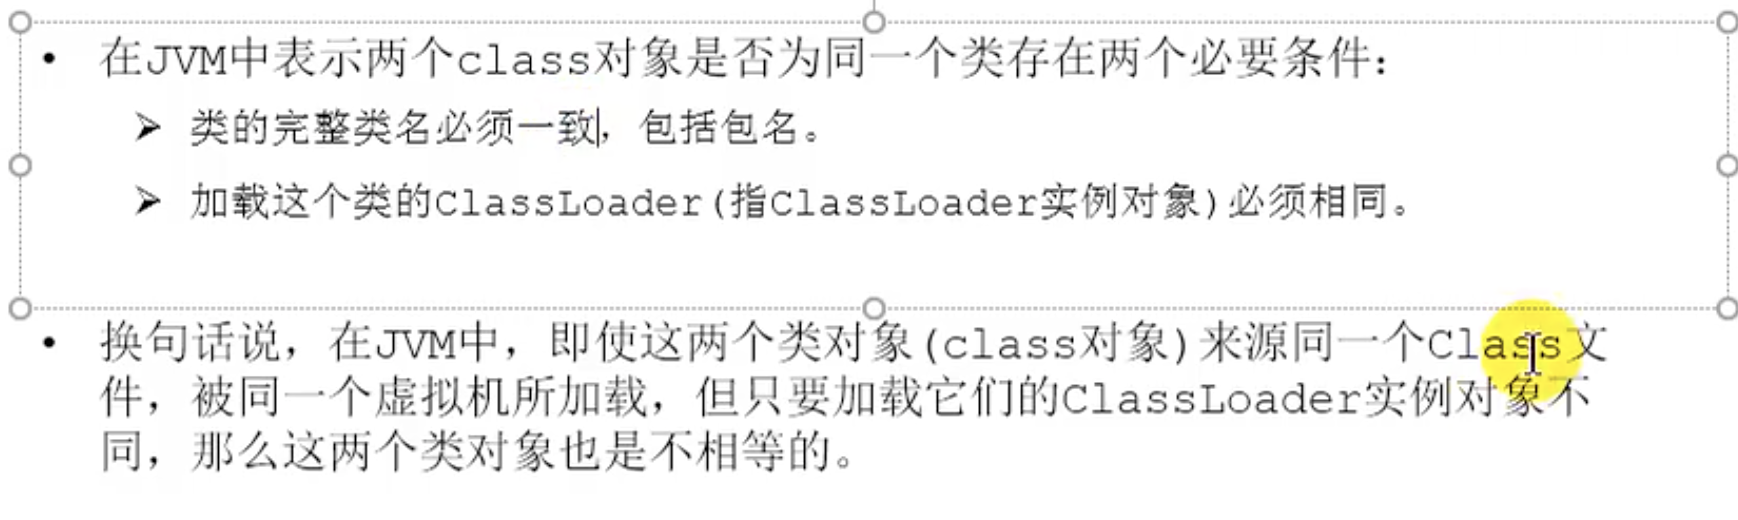 • 在JVM中表示两个class对象是否为同一个类存在两个必要条件：
➢ 类的完整类名必须一致，包括包名。
➢ 加载这个类的ClassLoader(指ClassLoader实例对象)必须相同。
• 换句话说，在JVM中，即使这两个类对象(class对象)来源同一个Class文
件，被同一个虚拟机所加载，但只要加载它们的ClassLoader实例对象不
同，那么这两个类对象也是不相等的。